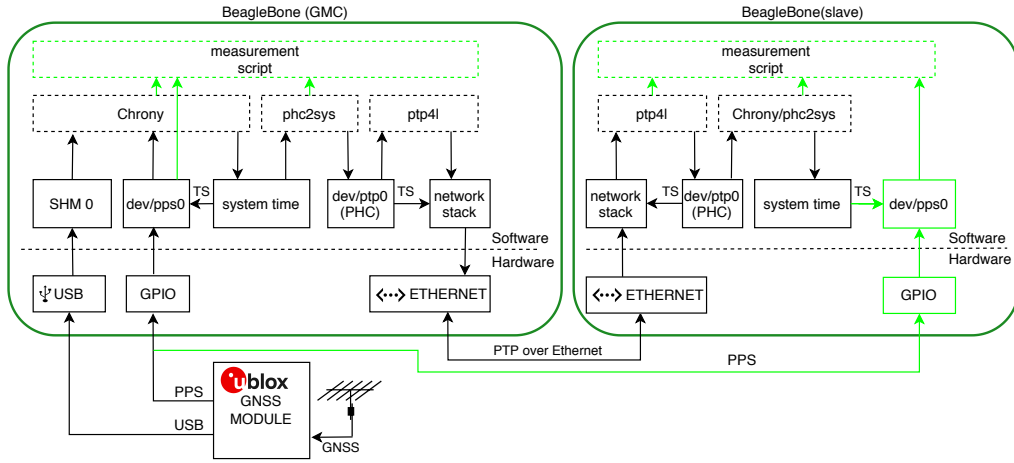 BeagleBone (GMC)
BeagleBone(slave)
measurement
script
measurement
script
Chrony
phc2sys
ptp4l
ptp4l
Chrony/phc2sys
SHM 0
dev/pps0
TS
system time
dev/ptp0
(PHC)
TS
network
stack
network
stack
TS
dev/ptp0
(PHC)
system time
TS
dev/pps0
Software
Hardware
Software
Hardware
USB
GPIO
ETHERNET
ETHERNET
GPIO
PTP over Ethernet
PPS
PPS
USB
ublox
GNSS
MODULE
GNSS